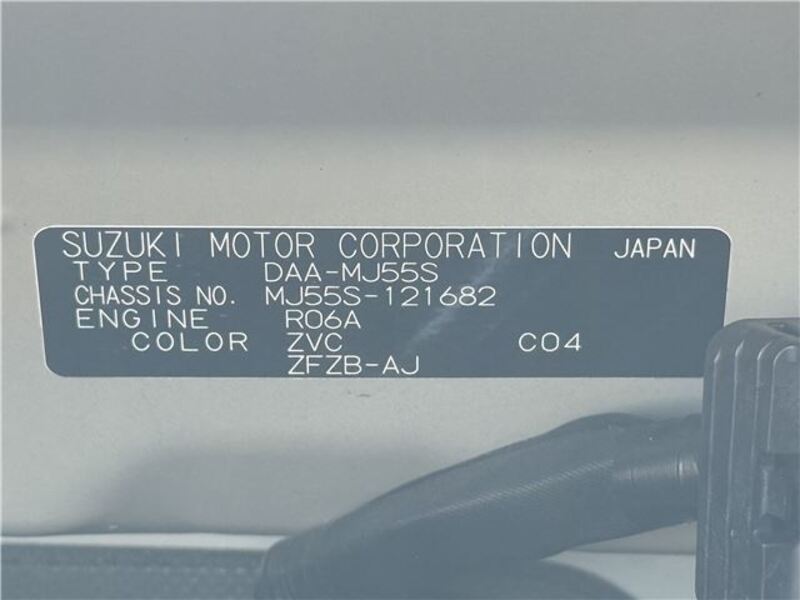 SUZUKI MOTOR CORPORATION JAPAN
TYPE DAA-MJ55S
CHASSIS NO. MJ55S-121682
ENGINE R06A
COLOR ZVC C04
ZFZB-AJ